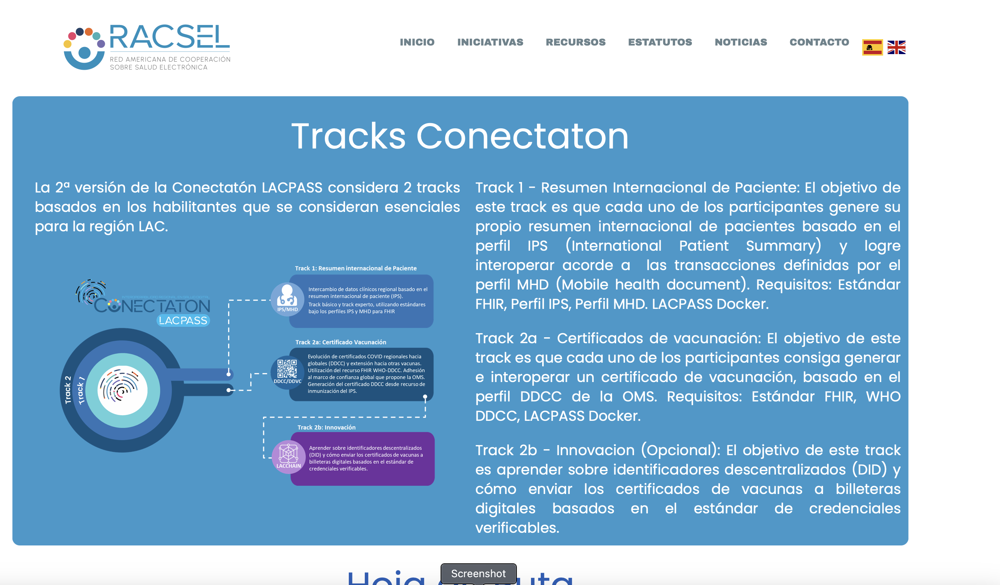 RACSEL
RED AMERICANA DE COOPERACIÓN
SOBRE SALUD ELECTRÓNICA
INICIO INICIATIVAS RECURSOS ESTATUTOS NOTICIAS CONTACTO
Tracks Conectaton
La 2ª versión de la Conectatón LACPASS considera 2 tracks
basados en los habilitantes que se consideran esenciales
para la región LAC.
INTEROPERABILIDAD REGIONAL EN SALUD DIGITAL
CONECTATON
LACPASS
Track 2
Track 1
Track 1: Resumen internacional de Paciente
IPS/MHD
Intercambio de datos clínicos regional basado en el
resumen internacional de paciente (IPS).
Track básico y track experto, utilizando estándares
bajo los perfiles IPS y MHD para FHIR
Track 2a: Certificado Vacunación
DDCC/DDVC
Evolución de certificados COVID regionales hacia
globales (DDCC) y extensión hacia otras vacunas.
Utilización del recurso FHIR WHO-DDCC. Adhesión
al marco de confianza global que propone la OMS.
Generación del certificado DDCC desde recurso de
inmunización del IPS.
Track 2b: Innovación
LACCHAIN
Aprender sobre identificadores descentralizados
(DID) y cómo enviar los certificados de vacunas a
billeteras digitales basados en el estándar de
credenciales verificables.
Track 1 - Resumen Internacional de Paciente: El objetivo de
este track es que cada uno de los participantes genere su
propio resumen internacional de pacientes basado en el
perfil IPS (International Patient Summary) y logre
interoperar acorde a las transacciones definidas por el
perfil MHD (Mobile health document). Requisitos: Estándar
FHIR, Perfil IPS, Perfil MHD. LACPASS Docker.
Track 2a - Certificados de vacunación: El objetivo de este
track es que cada uno de los participantes consiga generar
e interoperar un certificado de vacunación, basado en el
perfil DDCC de la OMS. Requisitos: Estándar FHIR, WHO
DDCC, LACPASS Docker.
Track 2b - Innovacion (Opcional): El objetivo de este track
es aprender sobre identificadores descentralizados (DID) y
cómo enviar los certificados de vacunas a billeteras
digitales basados en el estándar de credenciales
verificables.
Hoja
Screenshot